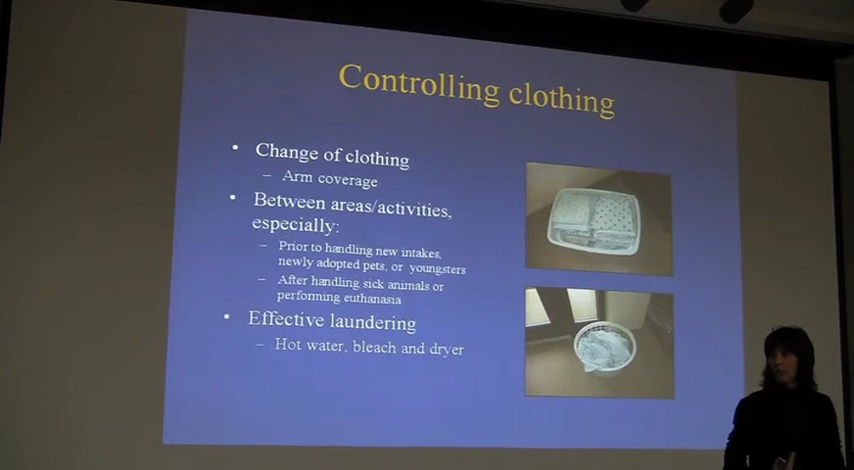 Controlling clothing
• Change of clothing
– Arm coverage
• Between areas/activities,
especially:
– Prior to handling new intakes,
newly adopted pets, or youngsters
– After handling sick animals or
performing euthanasia
• Effective laundering
– Hot water, bleach and dryer